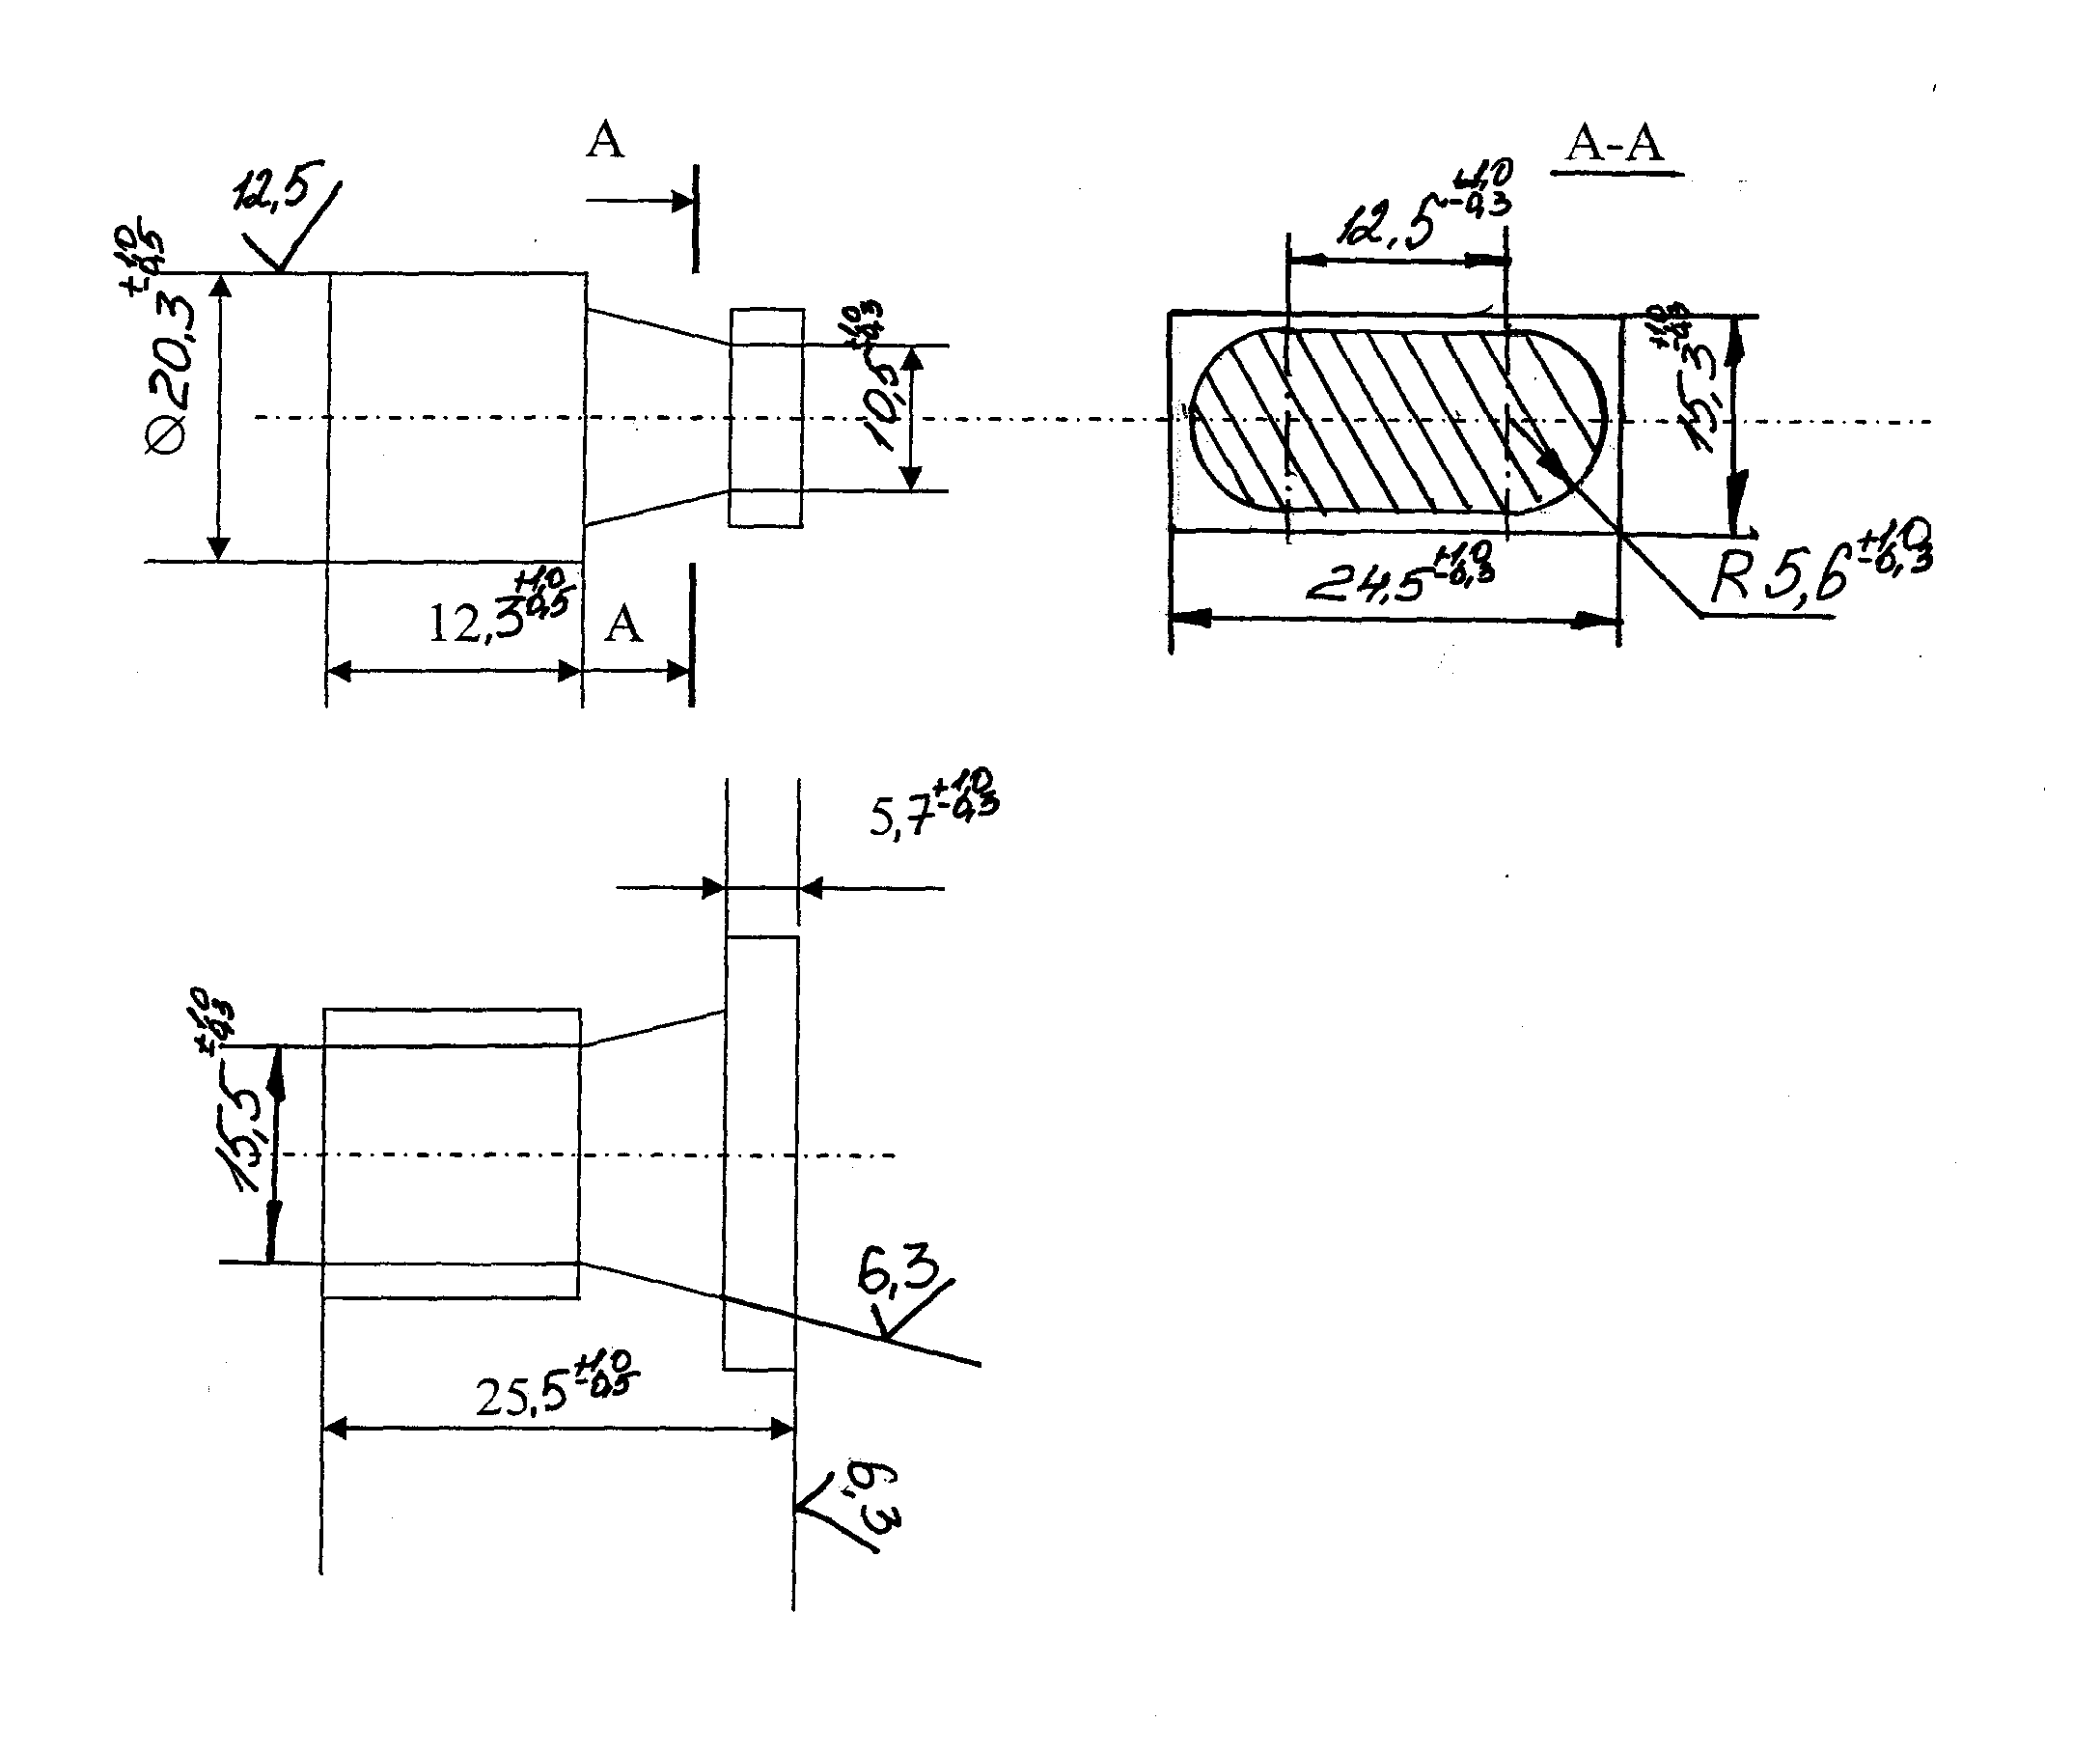 A
12,5
⌀20,3 +1,0 -0,5
10,5 +1,0 -0,3
12,3 +1,0 -0,5
A
A-A
12,5 +1,0 -0,3
15,3 +1,0 -0,3
24,5 +1,0 -0,3
R 5,6 +1,0 -0,3
5,7 +1,0 -0,3
15,5 +1,0 -0,3
6,3
25,5 +1,0 -0,5
6,3